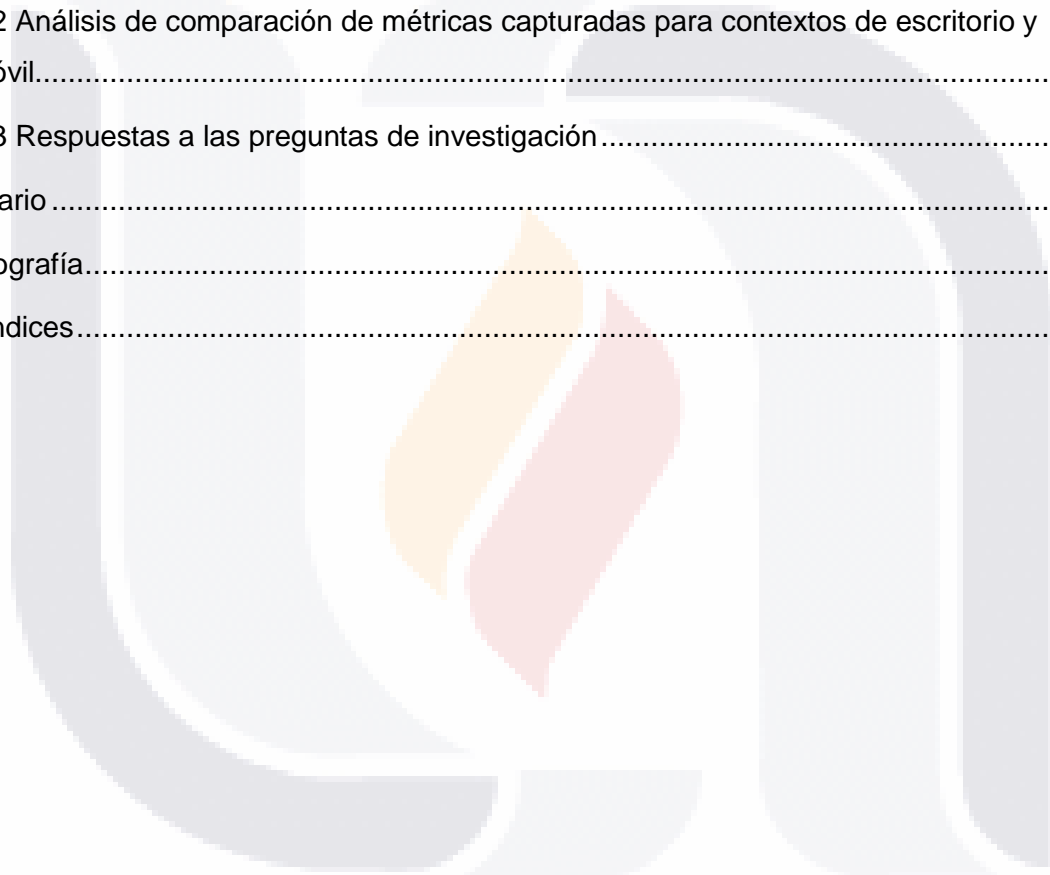 2 Análisis de comparación de métricas capturadas para contextos de escritorio y
óvil....................................................................................................................
3 Respuestas a las preguntas de investigación......................................................
ario.....................................................................................................................
ografía................................................................................................................
ndices.................................................................................................................